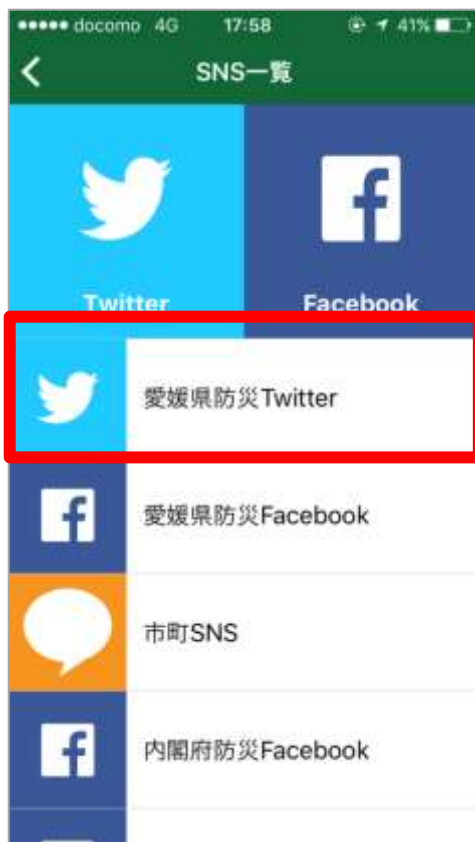 ●●●●● docomo 4G 17:58 41%
SNS一覧
Twitter Facebook
愛媛県防災Twitter
愛媛県防災Facebook
市町SNS
内閣府防災Facebook